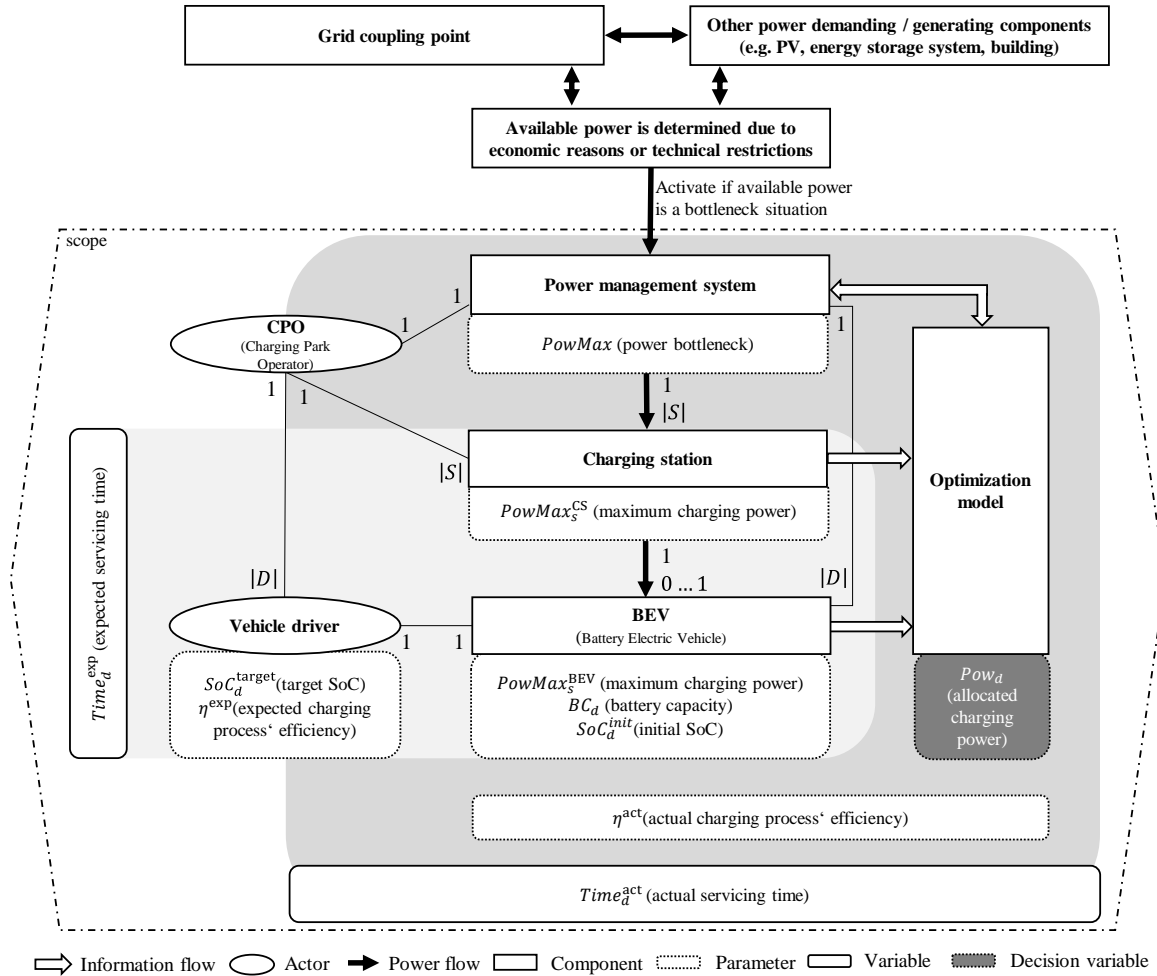 Grid coupling point
Other power demanding / generating components
(e.g. PV, energy storage system, building)
Available power is determined due to
economic reasons or technical restrictions
Activate if available power
is a bottleneck situation
scope
Power management system
1
1
1
CPO
(Charging Park
Operator)
PowMax (power bottleneck)
1
1
1
|S|
Charging station
|S|
Optimization
model
PowMax_s^CS (maximum charging power)
Time_d^exp (expected servicing time)
1
0 … 1
|D|
|D|
Vehicle driver
BEV
(Battery Electric Vehicle)
1
1
SoC_d^target(target SoC)
η^exp(expected charging
process‘ efficiency)
PowMax_s^BEV (maximum charging power)
BC_d (battery capacity)
SoC_d^init(initial SoC)
Pow_d
(allocated
charging
power)
η^act(actual charging process‘ efficiency)
Time_d^act (actual servicing time)
Information flow
Actor
Power flow
Component
Parameter
Variable
Decision variable